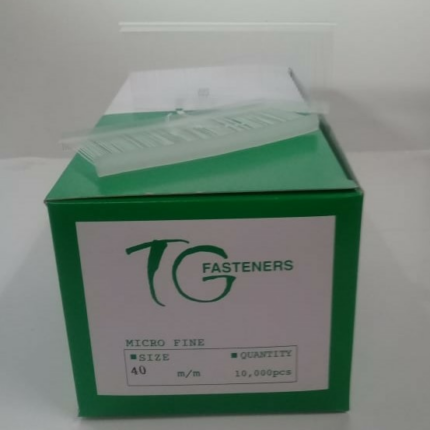 TG FASTENERS
MICRO FINE
■SIZE ■QUANTITY
40 m/m 10,000pcs